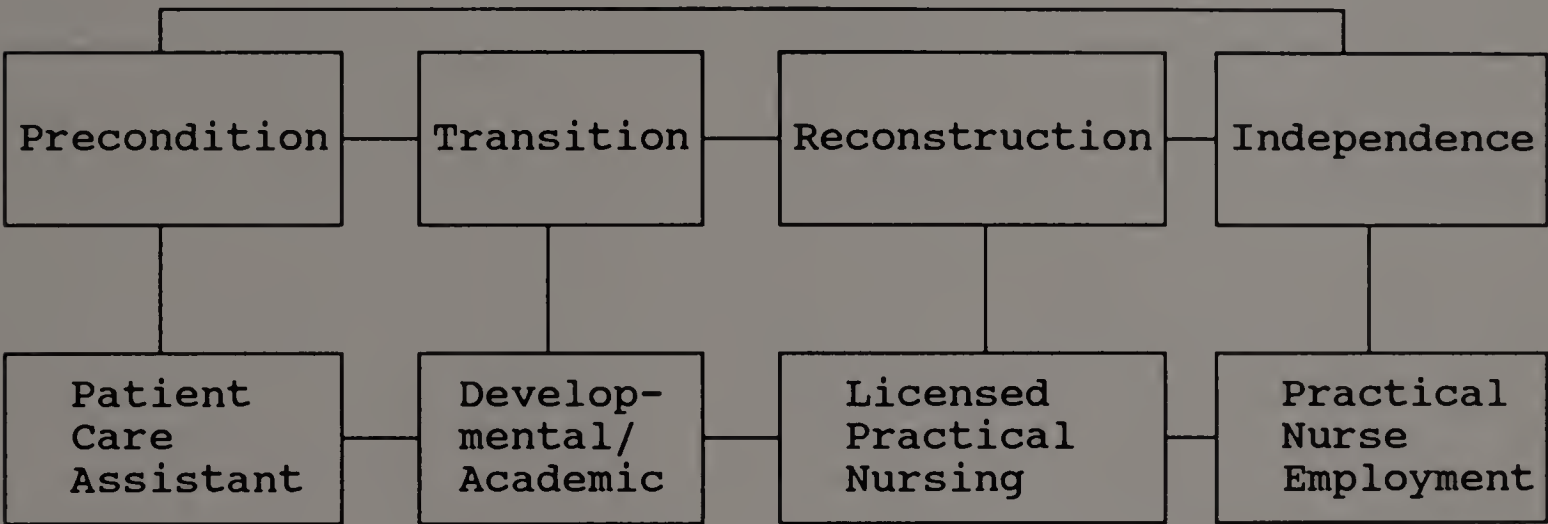 Precondition
Transition
Reconstruction
Independence
Patient
Care
Assistant
Develop-
mental/
Academic
Licensed
Practical
Nursing
Practical
Nurse
Employment